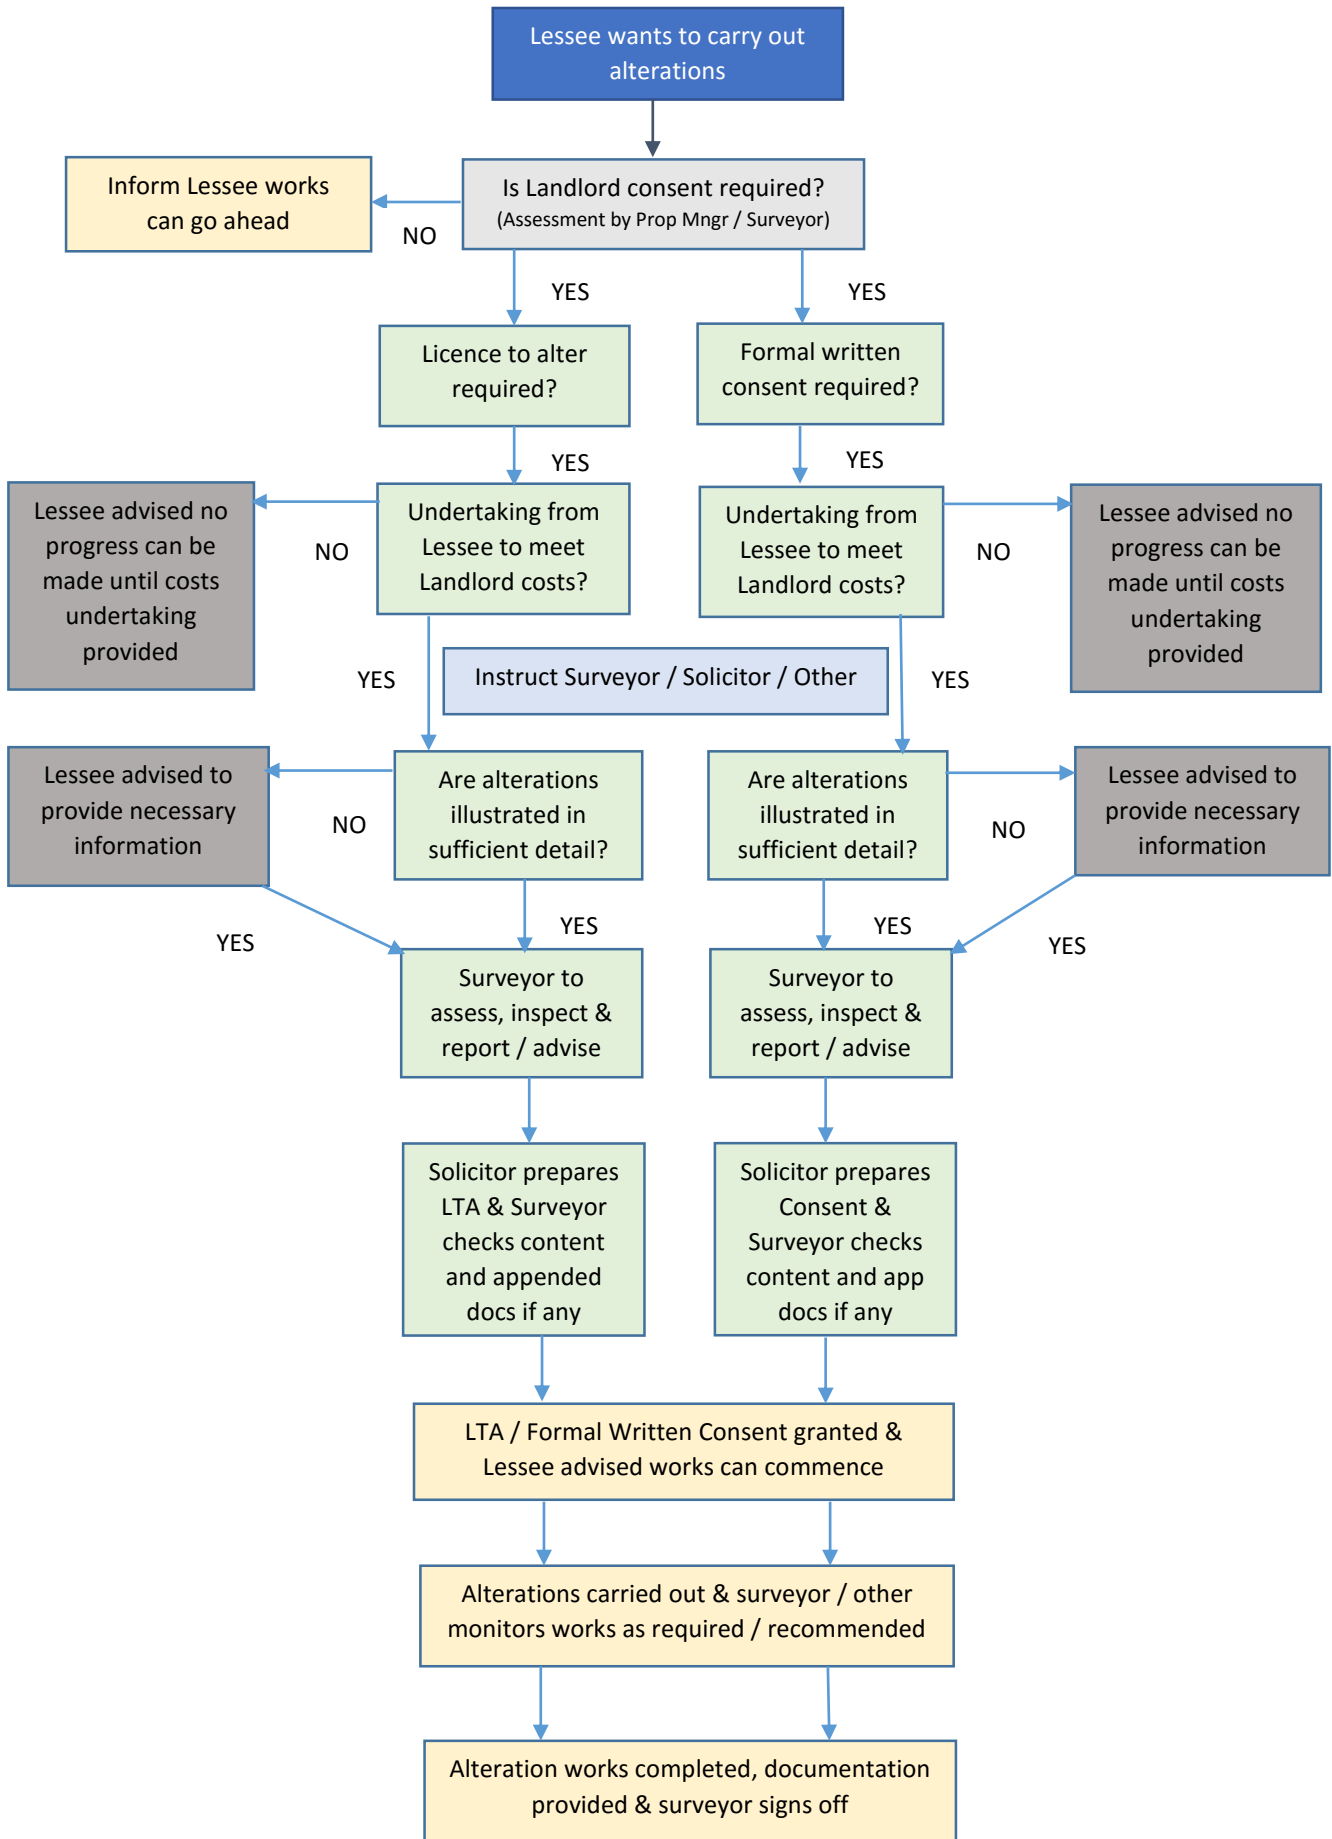 Lessee wants to carry out
alterations
Inform Lessee works
can go ahead
NO
Is Landlord consent required?
(Assessment by Prop Mngr / Surveyor)
YES
YES
Licence to alter
required?
Formal written
consent required?
YES
YES
Lessee advised no
progress can be
made until costs
undertaking
provided
NO
Undertaking from
Lessee to meet
Landlord costs?
Undertaking from
Lessee to meet
Landlord costs?
NO
Lessee advised no
progress can be
made until costs
undertaking
provided
YES
Instruct Surveyor / Solicitor / Other
YES
Lessee advised to
provide necessary
information
NO
Are alterations
illustrated in
sufficient detail?
Are alterations
illustrated in
sufficient detail?
NO
Lessee advised to
provide necessary
information
YES
YES
YES
YES
Surveyor to
assess, inspect &
report / advise
Surveyor to
assess, inspect &
report / advise
Solicitor prepares
LTA & Surveyor
checks content
and appended
docs if any
Solicitor prepares
Consent &
Surveyor checks
content and app
docs if any
LTA / Formal Written Consent granted &
Lessee advised works can commence
Alterations carried out & surveyor / other
monitors works as required / recommended
Alteration works completed, documentation
provided & surveyor signs off